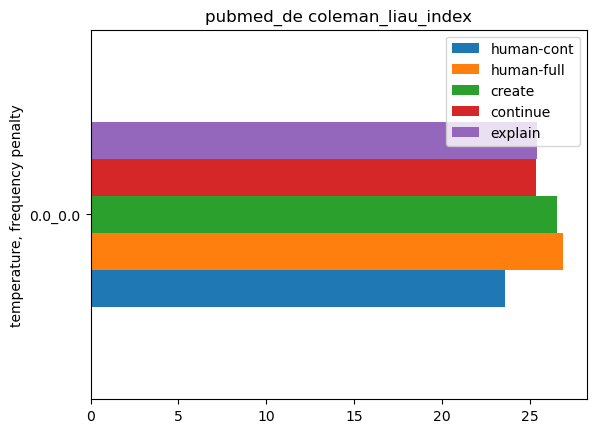 pubmed_de coleman_liau_index
human-cont
human-full
create
continue
explain
temperature, frequency penalty
0.0_0.0
0
5
10
15
20
25